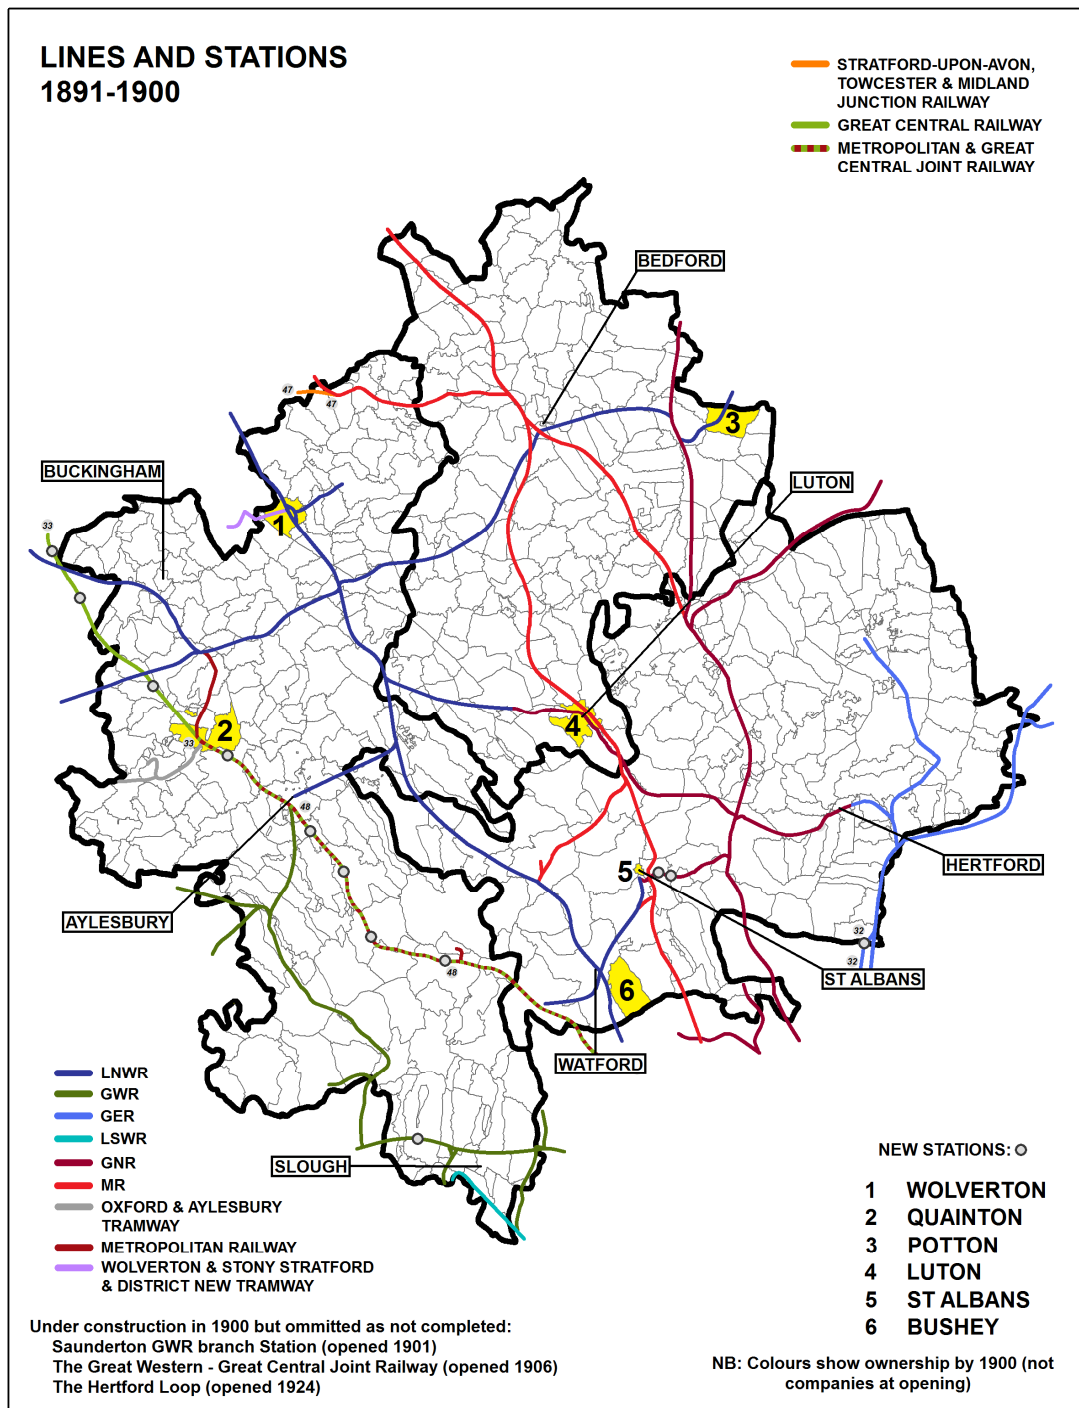 LINES AND STATIONS
1891-1900
STRATFORD-UPON-AVON,
TOWCESTER & MIDLAND
JUNCTION RAILWAY
GREAT CENTRAL RAILWAY
METROPOLITAN & GREAT
CENTRAL JOINT RAILWAY
BEDFORD
47
47
3
BUCKINGHAM
LUTON
33
1
2
33
4
48
5
HERTFORD
AYLESBURY
32
48
32
ST ALBANS
6
WATFORD
LNWR
GWR
GER
LSWR
GNR
MR
OXFORD & AYLESBURY
TRAMWAY
METROPOLITAN RAILWAY
WOLVERTON & STONY STRATFORD
& DISTRICT NEW TRAMWAY
SLOUGH
NEW STATIONS:
1 WOLVERTON
2 QUAINTON
3 POTTON
4 LUTON
5 ST ALBANS
6 BUSHEY
Under construction in 1900 but ommitted as not completed:
Saunderton GWR branch Station (opened 1901)
The Great Western - Great Central Joint Railway (opened 1906)
The Hertford Loop (opened 1924)
NB: Colours show ownership by 1900 (not
companies at opening)